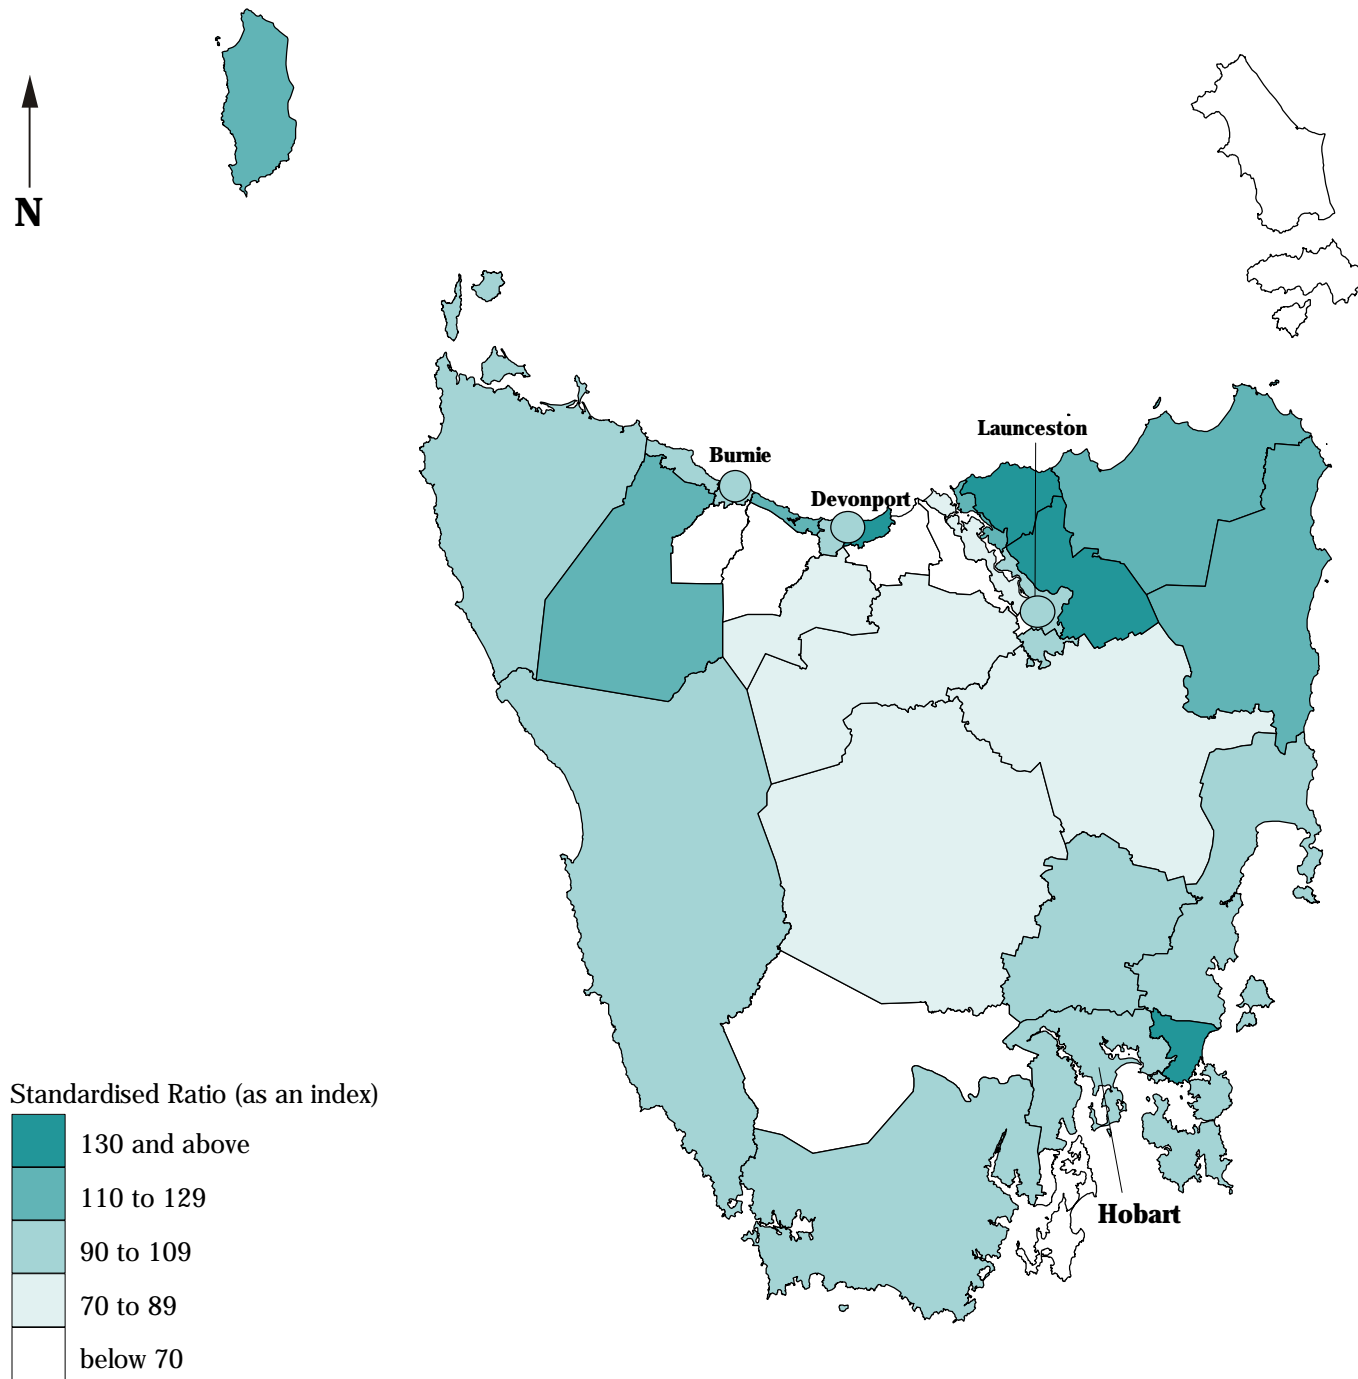 N
Launceston
Burnie
Devonport
Hobart
Standardised Ratio (as an index)
130 and above
110 to 129
90 to 109
70 to 89
below 70